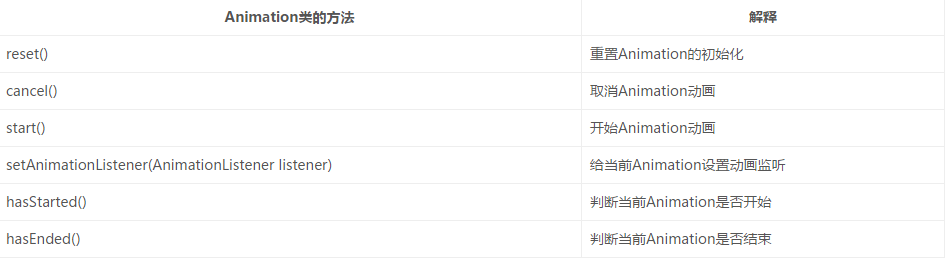 Animation类的方法 解释
reset() 重置Animation的初始化
cancel() 取消Animation动画
start() 开始Animation动画
setAnimationListener(AnimationListener listener) 给当前Animation设置动画监听
hasStarted() 判断当前Animation是否开始
hasEnded() 判断当前Animation是否结束